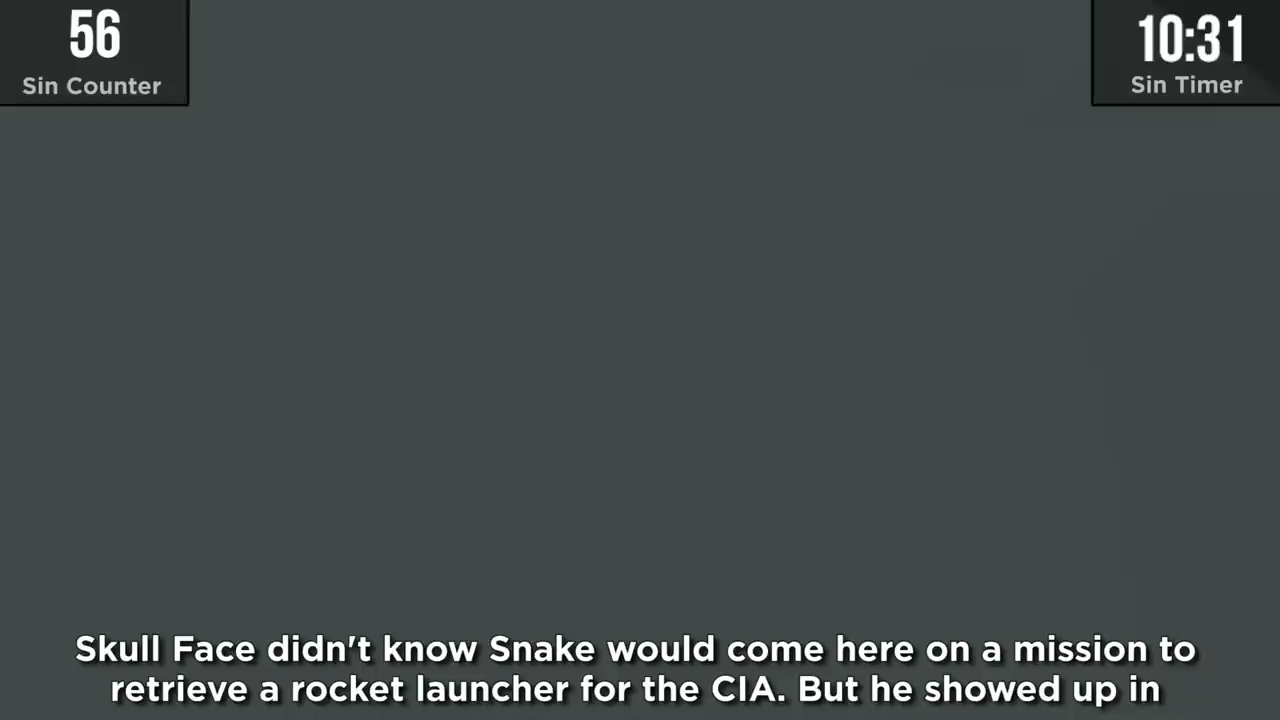 56
Sin Counter
10:31
Sin Timer
Skull Face didn't know Snake would come here on a mission to
retrieve a rocket launcher for the CIA. But he showed up in